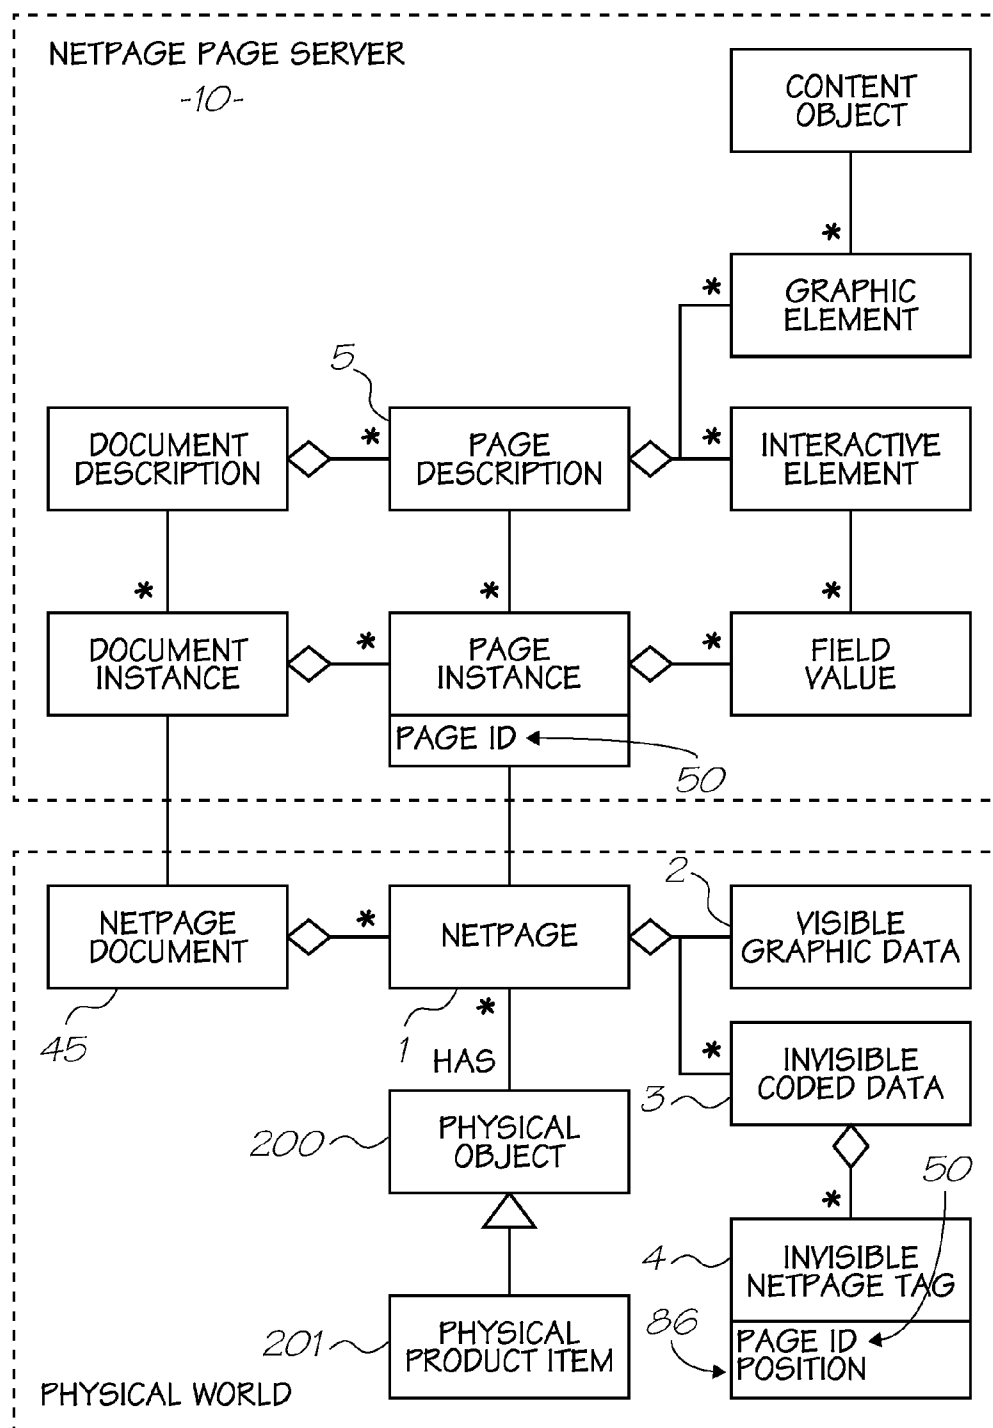 NETPAGE PAGE SERVER
-10-
CONTENT
OBJECT
*
*
GRAPHIC
ELEMENT
5
DOCUMENT
DESCRIPTION
*
PAGE
DESCRIPTION
*
INTERACTIVE
ELEMENT
*
*
*
DOCUMENT
INSTANCE
*
PAGE
INSTANCE
*
FIELD
VALUE
PAGE ID
50
2
NETPAGE
DOCUMENT
*
NETPAGE
VISIBLE
GRAPHIC DATA
45
1
*
HAS
*
INVISIBLE
CODED DATA
3
200
PHYSICAL
OBJECT
50
*
4
INVISIBLE
NETPAGE TAG
201
PHYSICAL
PRODUCT ITEM
86
PAGE ID
POSITION
PHYSICAL WORLD